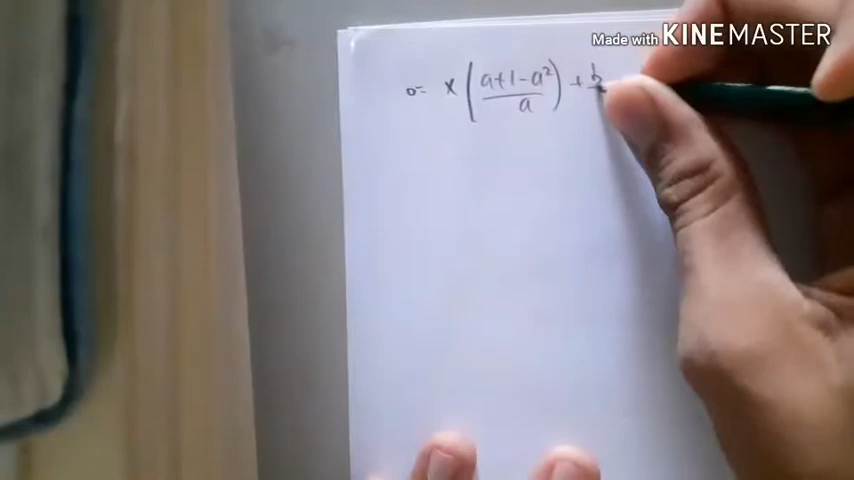 Made with KINEMASTER
0= x ( (a+1-a²)/a ) + b